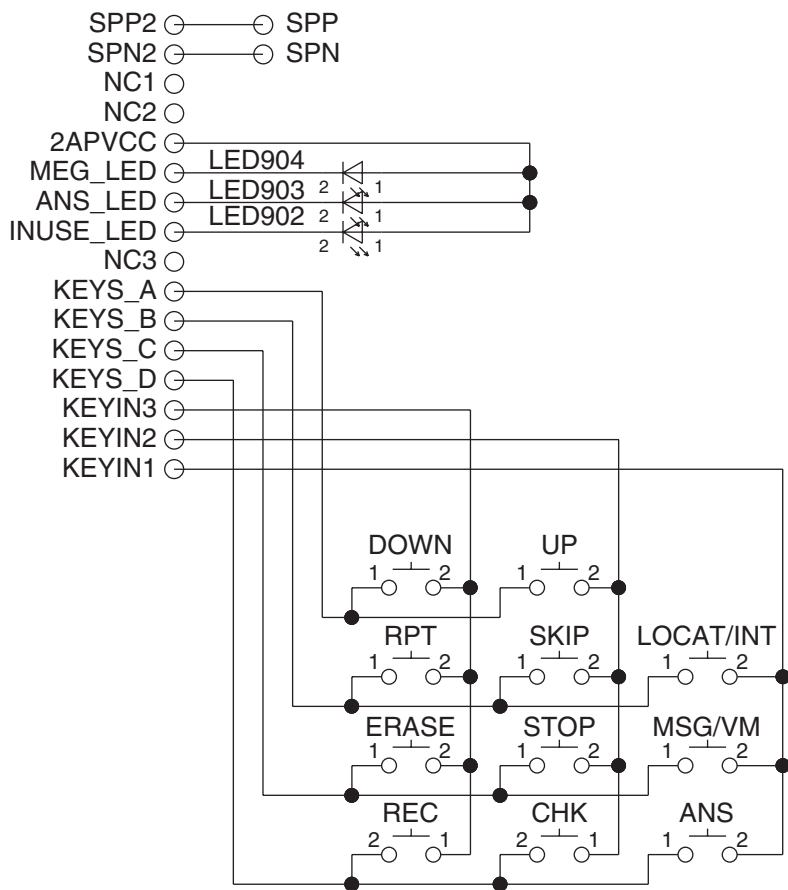 SPP2 SPP
SPN2 SPN
NC1
NC2
2APVCC
MEG_LED LED904
2 1
ANS_LED LED903
2 1
INUSE_LED LED902
2 1
NC3
KEYS_A
KEYS_B
KEYS_C
KEYS_D
KEYIN3
KEYIN2
KEYIN1
DOWN UP
1 2 1 2
RPT SKIP LOCAT/INT
1 2 1 2 1 2
ERASE STOP MSG/VM
1 2 1 2 1 2
REC CHK ANS
2 1 2 1 1 2